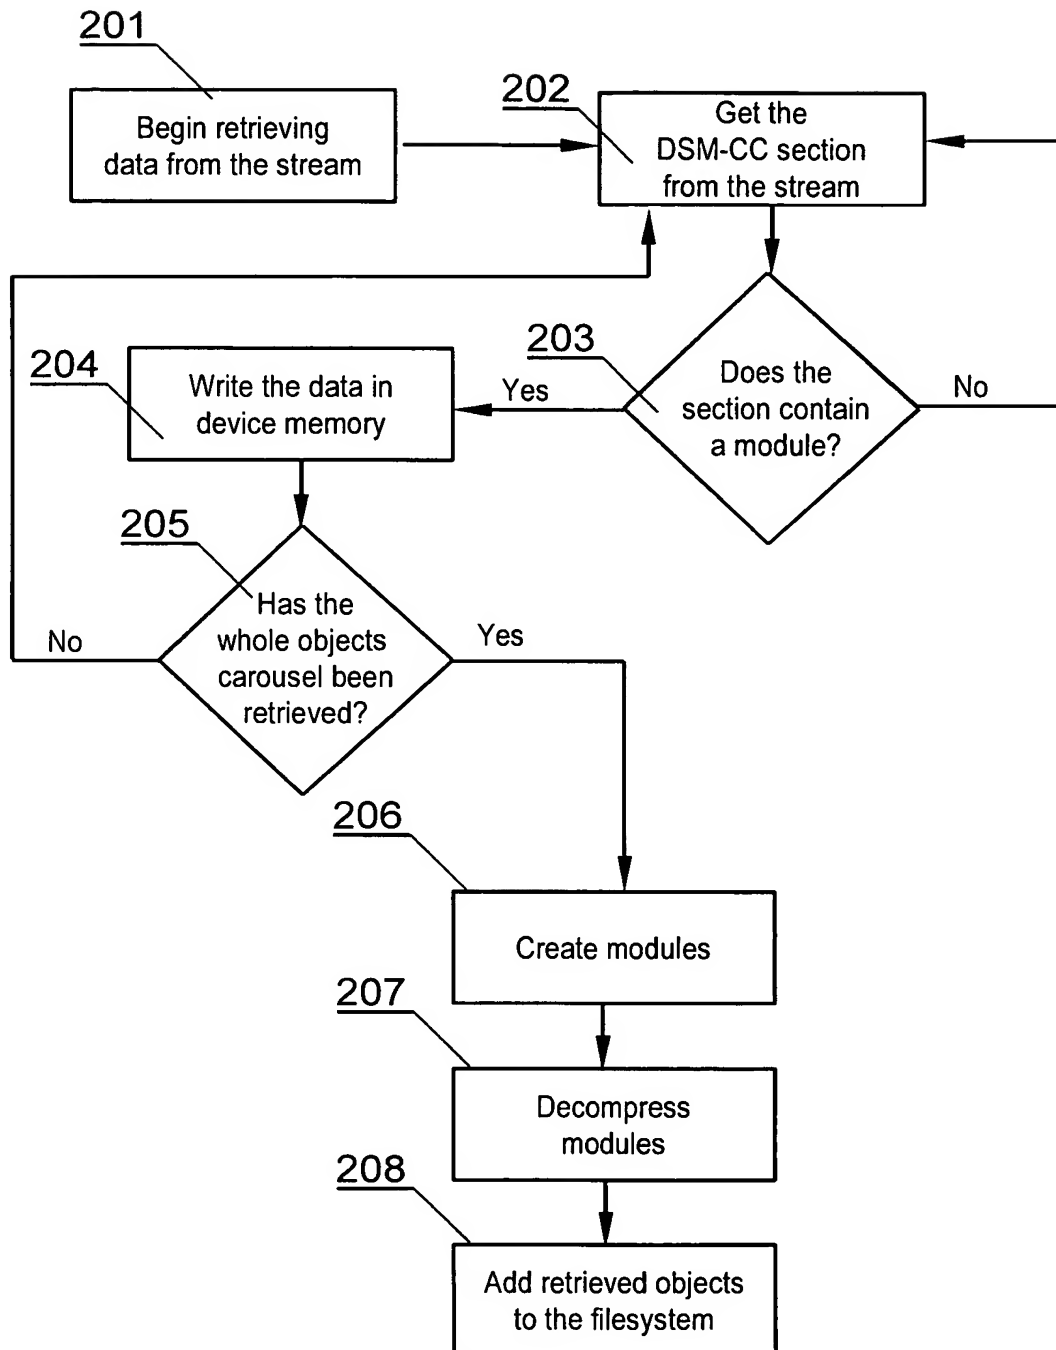 201
Begin retrieving
data from the stream
202
Get the
DSM-CC section
from the stream
203
Does the
section contain
a module?
No
Yes
204
Write the data in
device memory
205
Has the
whole objects
carousel been
retrieved?
No
Yes
206
Create modules
207
Decompress
modules
208
Add retrieved objects
to the filesystem